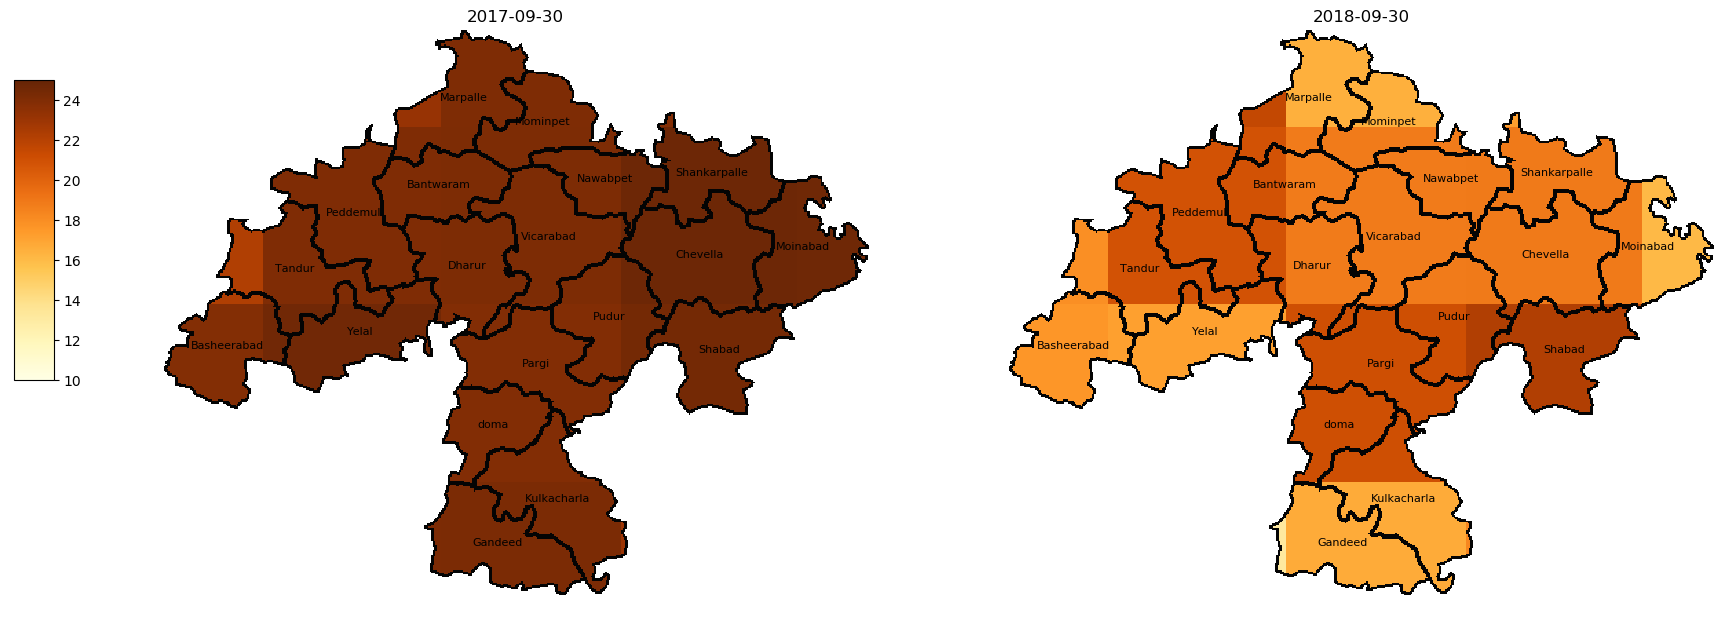 2017-09-30
2018-09-30
24
22
20
18
16
14
12
10
Marpalle
Mominpet
Bantwaram
Nawabpet
Shankarpalle
Peddemul
Vicarabad
Chevella
Moinabad
Tandur
Dharur
Basheerabad
Yelal
Pudur
Shabad
Pargi
doma
Kulkacharla
Gandeed
Marpalle
Mominpet
Bantwaram
Nawabpet
Shankarpalle
Peddemul
Vicarabad
Chevella
Moinabad
Tandur
Dharur
Basheerabad
Yelal
Pudur
Shabad
Pargi
doma
Kulkacharla
Gandeed